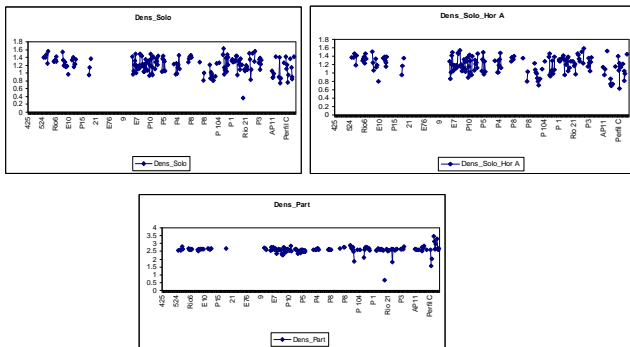 Dens_Solo
1.8
1.6
1.4
1.2
1
0.8
0.6
0.4
0.2
0
425
524
Rio6
E10
P15
21
E76
9
E7
P10
P5
P4
P8
P8
P 104
P 1
Rio 21
P3
AP11
Perfil C
Dens_Solo
Dens_Solo_Hor A
1.8
1.6
1.4
1.2
1
0.8
0.6
0.4
0.2
0
425
524
Rio6
E10
P15
21
E76
9
E7
P10
P5
P4
P8
P8
P 104
P 1
Rio 21
P3
AP11
Perfil C
Dens_Solo_Hor A
Dens_Part
4
3.5
3
2.5
2
1.5
1
0.5
0
425
524
Rio6
E10
P15
21
E76
9
E7
P10
P5
P4
P8
P8
P 104
P 1
Rio 21
P3
AP11
Perfil C
Dens_Part